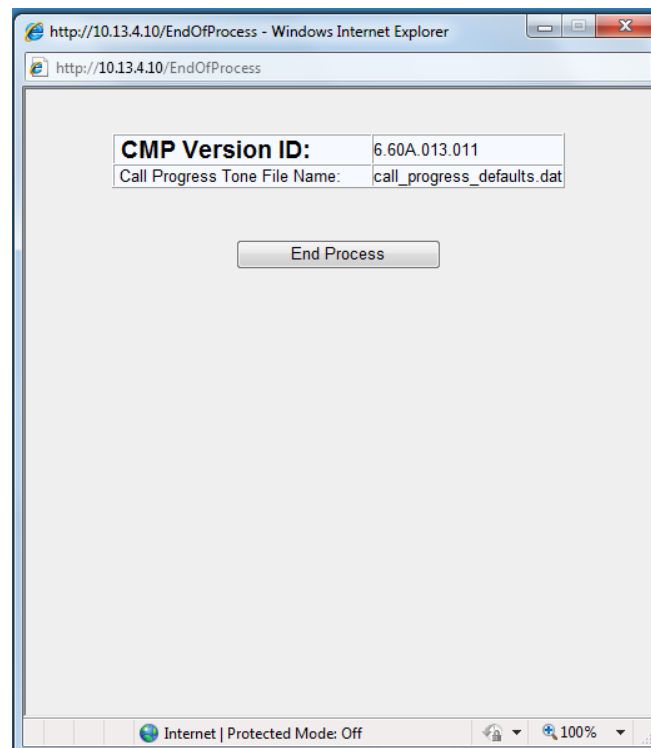 http://10.13.4.10/EndOfProcess - Windows Internet Explorer
http://10.13.4.10/EndOfProcess
CMP Version ID: 6.60A.013.011
Call Progress Tone File Name: call_progress_defaults.dat
End Process
Internet | Protected Mode: Off 100%